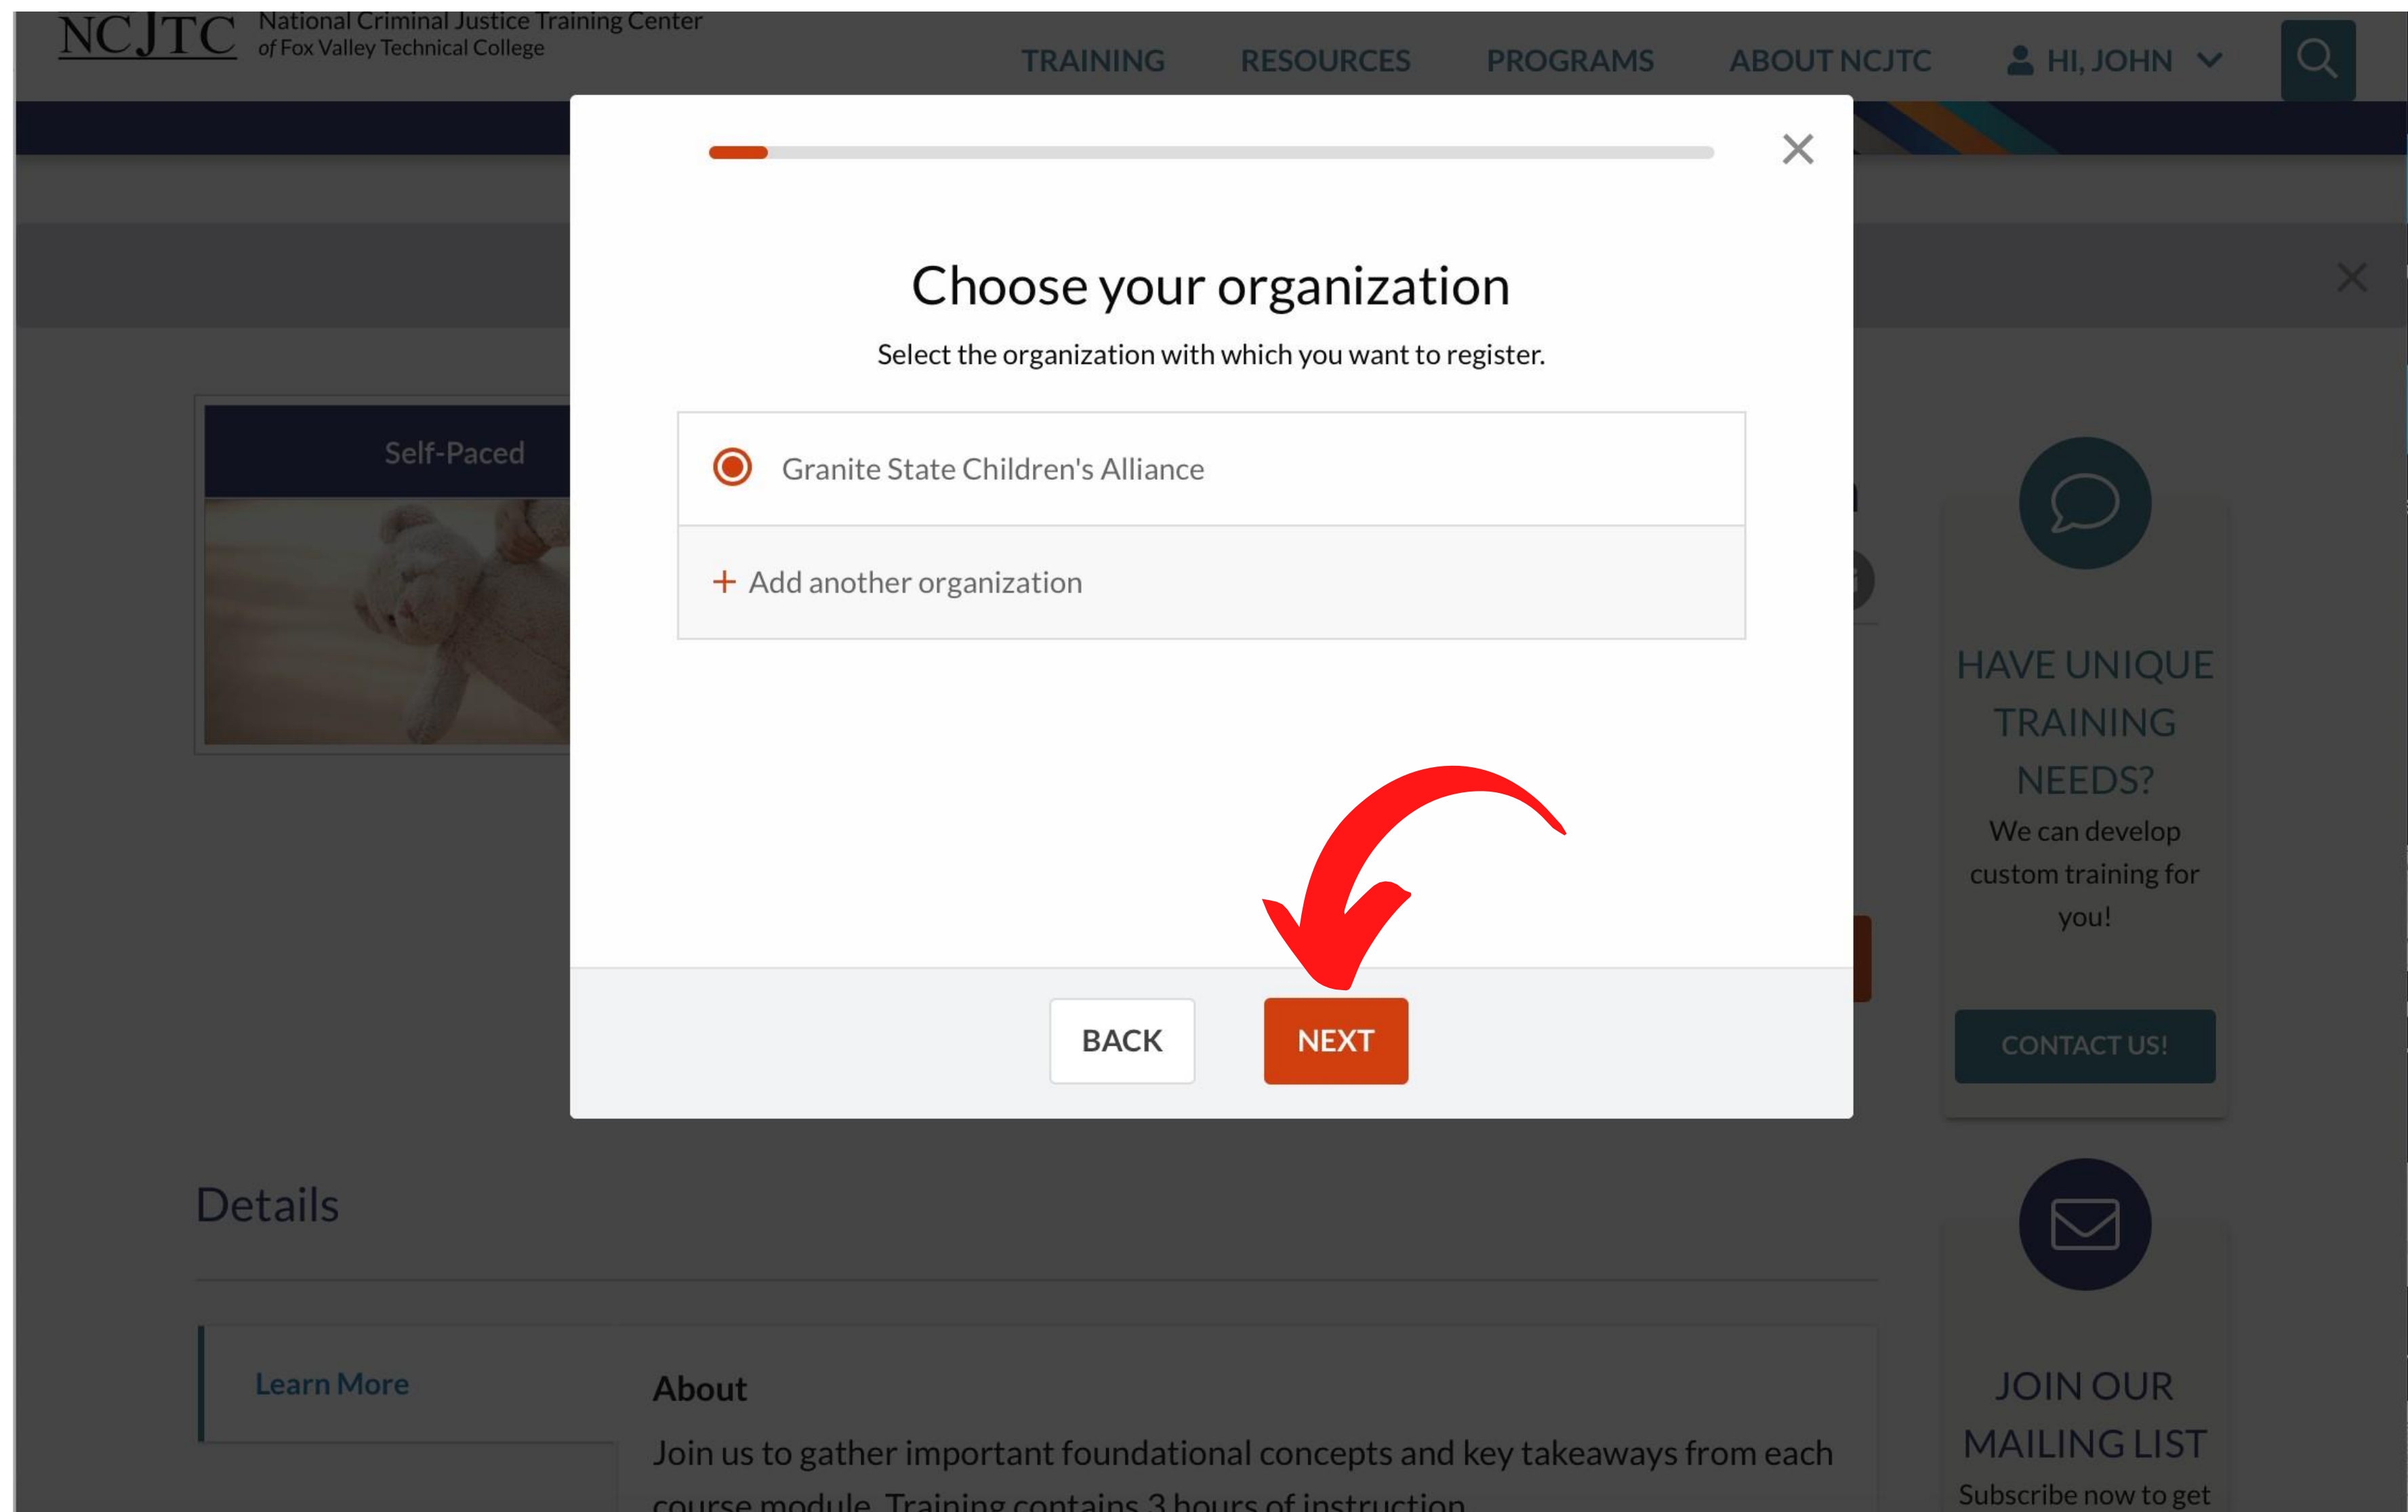 NCJTC
National Criminal Justice Training Center
of Fox Valley Technical College
TRAINING
RESOURCES
PROGRAMS
ABOUT NCJTC
HI, JOHN
Choose your organization
Select the organization with which you want to register.
Granite State Children's Alliance
+ Add another organization
BACK
NEXT
Self-Paced
HAVE UNIQUE
TRAINING
NEEDS?
We can develop
custom training for
you!
CONTACT US!
Details
Learn More
About
Join us to gather important foundational concepts and key takeaways from each
course module. Training contains 3 hours of instruction
JOIN OUR
MAILING LIST
Subscribe now to get